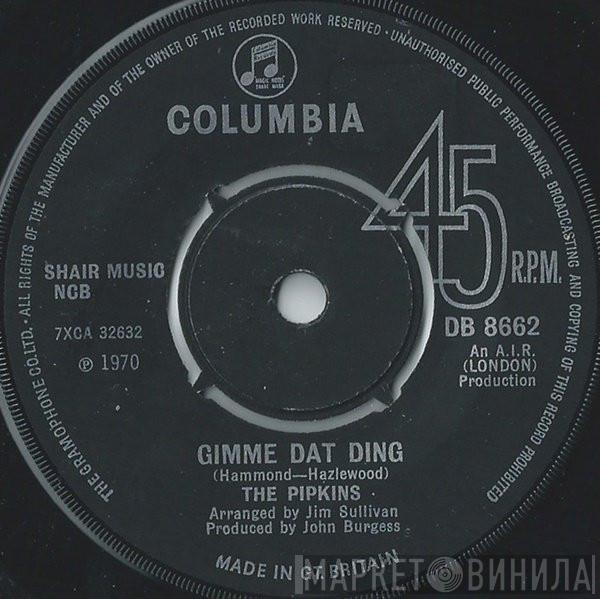 THE GRAMOPHONE CO. LTD. · ALL RIGHTS OF THE MANUFACTURER AND OF THE OWNER OF THE RECORDED WORK RESERVED · UNAUTHORISED PUBLIC PERFORMANCE BROADCASTING AND COPYING OF THIS RECORD PROHIBITED
MAGIC NOTES
TRADE MARK
COLUMBIA
45
R.P.M.
SHAIR MUSIC
NCB
7XCA 32632
℗ 1970
DB 8662
An A.I.R.
(LONDON)
Production
GIMME DAT DING
(Hammond—Hazlewood)
THE PIPKINS ·
Arranged by Jim Sullivan
Produced by John Burgess
MADE IN GT. BRITAIN
МАРКЕТ ВИНИЛА